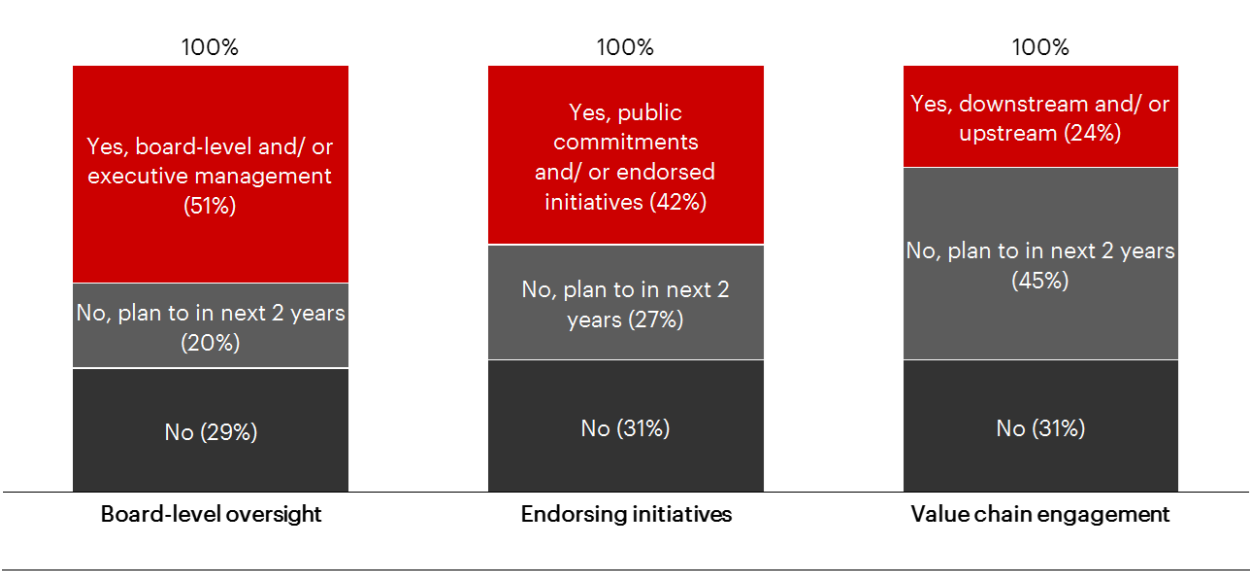 100%
Yes, board-level and/ or
executive management
(51%)
No, plan to in next 2 years
(20%)
No (29%)
Board-level oversight
100%
Yes, public
commitments
and/ or endorsed
initiatives (42%)
No, plan to in next 2
years (27%)
No (31%)
Endorsing initiatives
100%
Yes, downstream and/ or
upstream (24%)
No, plan to in next 2 years
(45%)
No (31%)
Value chain engagement